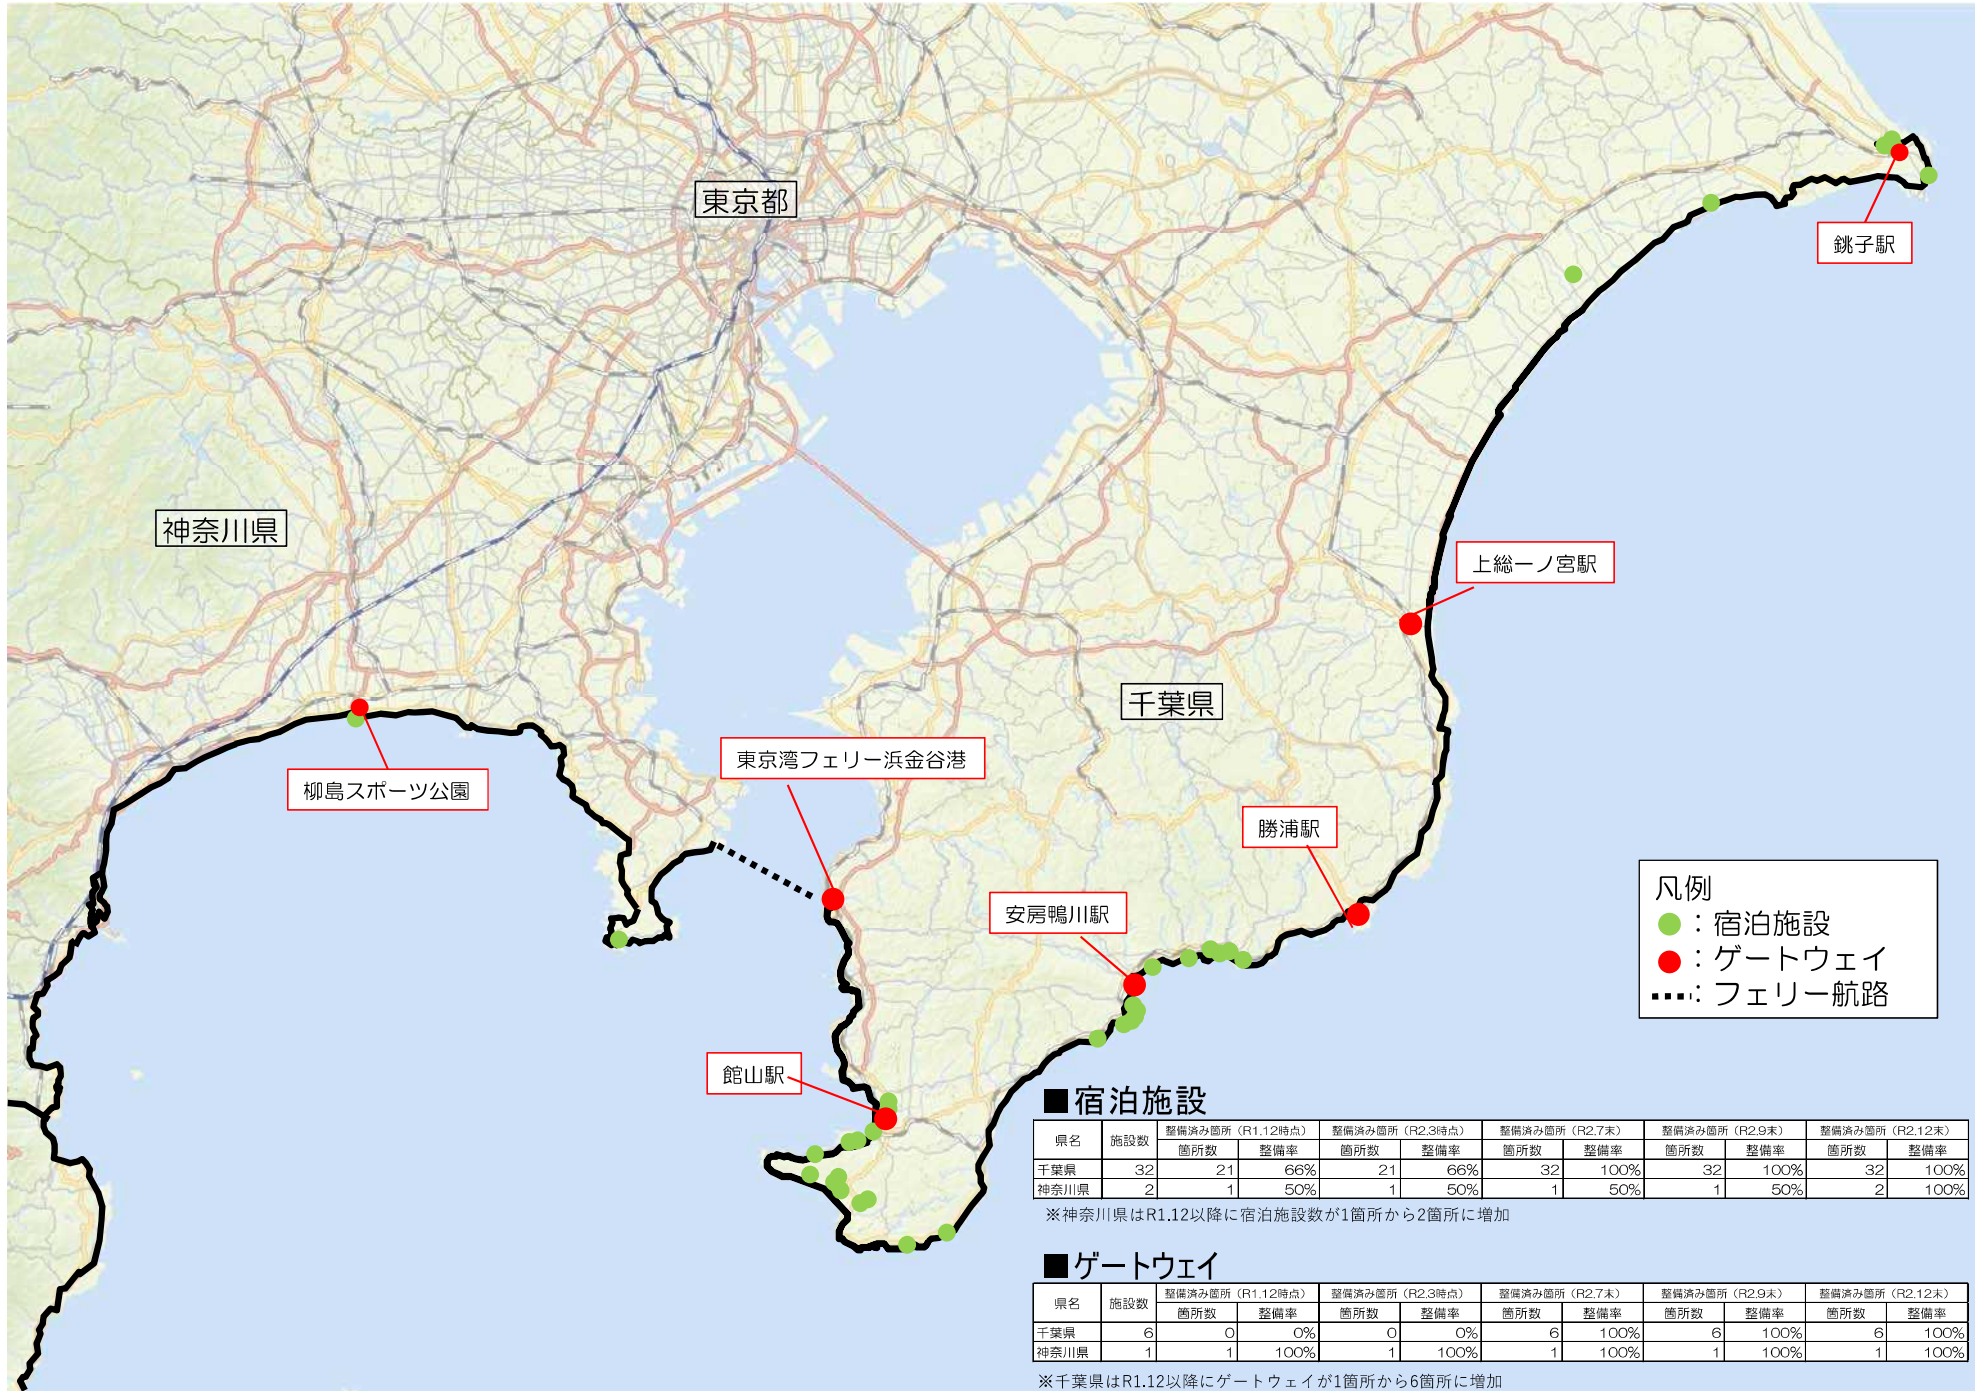 東京都
銚子駅
神奈川県
上総一ノ宮駅
千葉県
東京湾フェリー浜金谷港
柳島スポーツ公園
勝浦駅
安房鴨川駅
館山駅
凡例
：宿泊施設
：ゲートウェイ
：フェリー航路
■宿泊施設
県名 施設数 整備済み箇所（R1.12時点） 整備済み箇所（R2.3時点） 整備済み箇所（R2.7末） 整備済み箇所（R2.9末） 整備済み箇所（R2.12末）
箇所数 整備率 箇所数 整備率 箇所数 整備率 箇所数 整備率 箇所数 整備率
千葉県 32 21 66% 21 66% 32 100% 32 100% 32 100%
神奈川県 2 1 50% 1 50% 1 50% 1 50% 2 100%
※神奈川県はR1.12以降に宿泊施設数が1箇所から2箇所に増加
■ゲートウェイ
県名 施設数 整備済み箇所（R1.12時点） 整備済み箇所（R2.3時点） 整備済み箇所（R2.7末） 整備済み箇所（R2.9末） 整備済み箇所（R2.12末）
箇所数 整備率 箇所数 整備率 箇所数 整備率 箇所数 整備率 箇所数 整備率
千葉県 6 0 0% 0 0% 6 100% 6 100% 6 100%
神奈川県 1 1 100% 1 100% 1 100% 1 100% 1 100%
※千葉県はR1.12以降にゲートウェイが1箇所から6箇所に増加